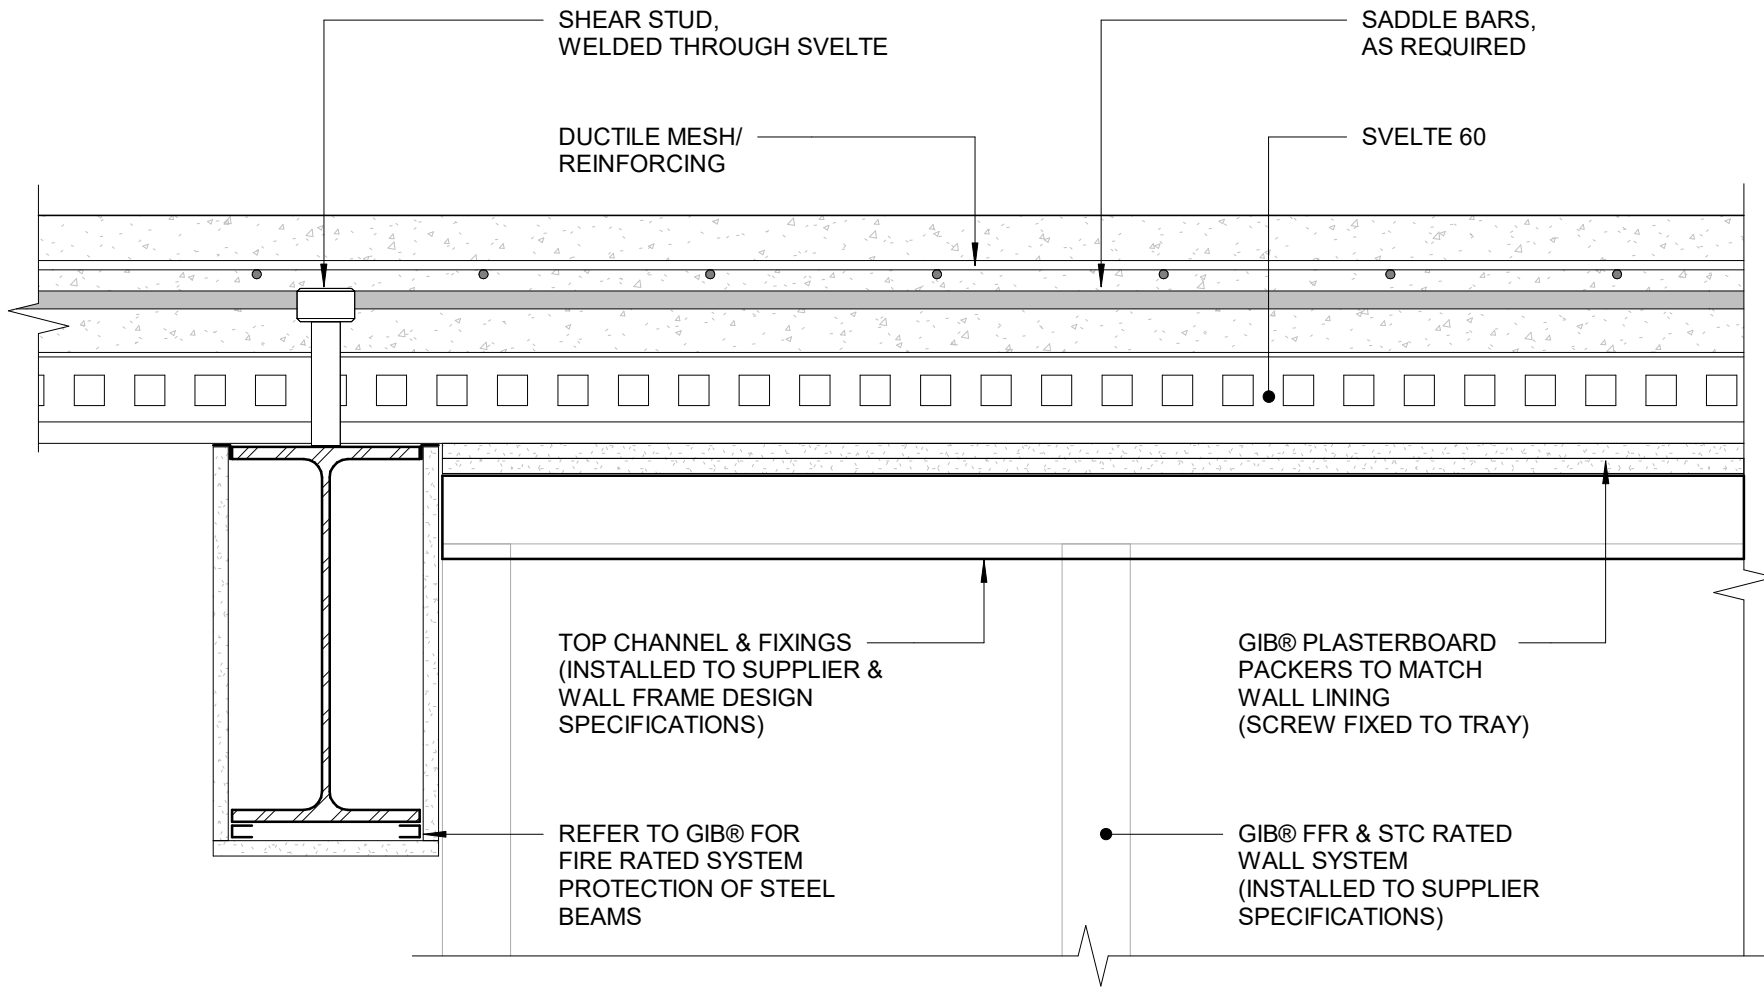 SHEAR STUD,
WELDED THROUGH SVELTE
SADDLE BARS,
AS REQUIRED
DUCTILE MESH/
REINFORCING
SVELTE 60
TOP CHANNEL & FIXINGS
(INSTALLED TO SUPPLIER &
WALL FRAME DESIGN
SPECIFICATIONS)
GIB® PLASTERBOARD
PACKERS TO MATCH
WALL LINING
(SCREW FIXED TO TRAY)
REFER TO GIB® FOR
FIRE RATED SYSTEM
PROTECTION OF STEEL
BEAMS
GIB® FFR & STC RATED
WALL SYSTEM
(INSTALLED TO SUPPLIER
SPECIFICATIONS)